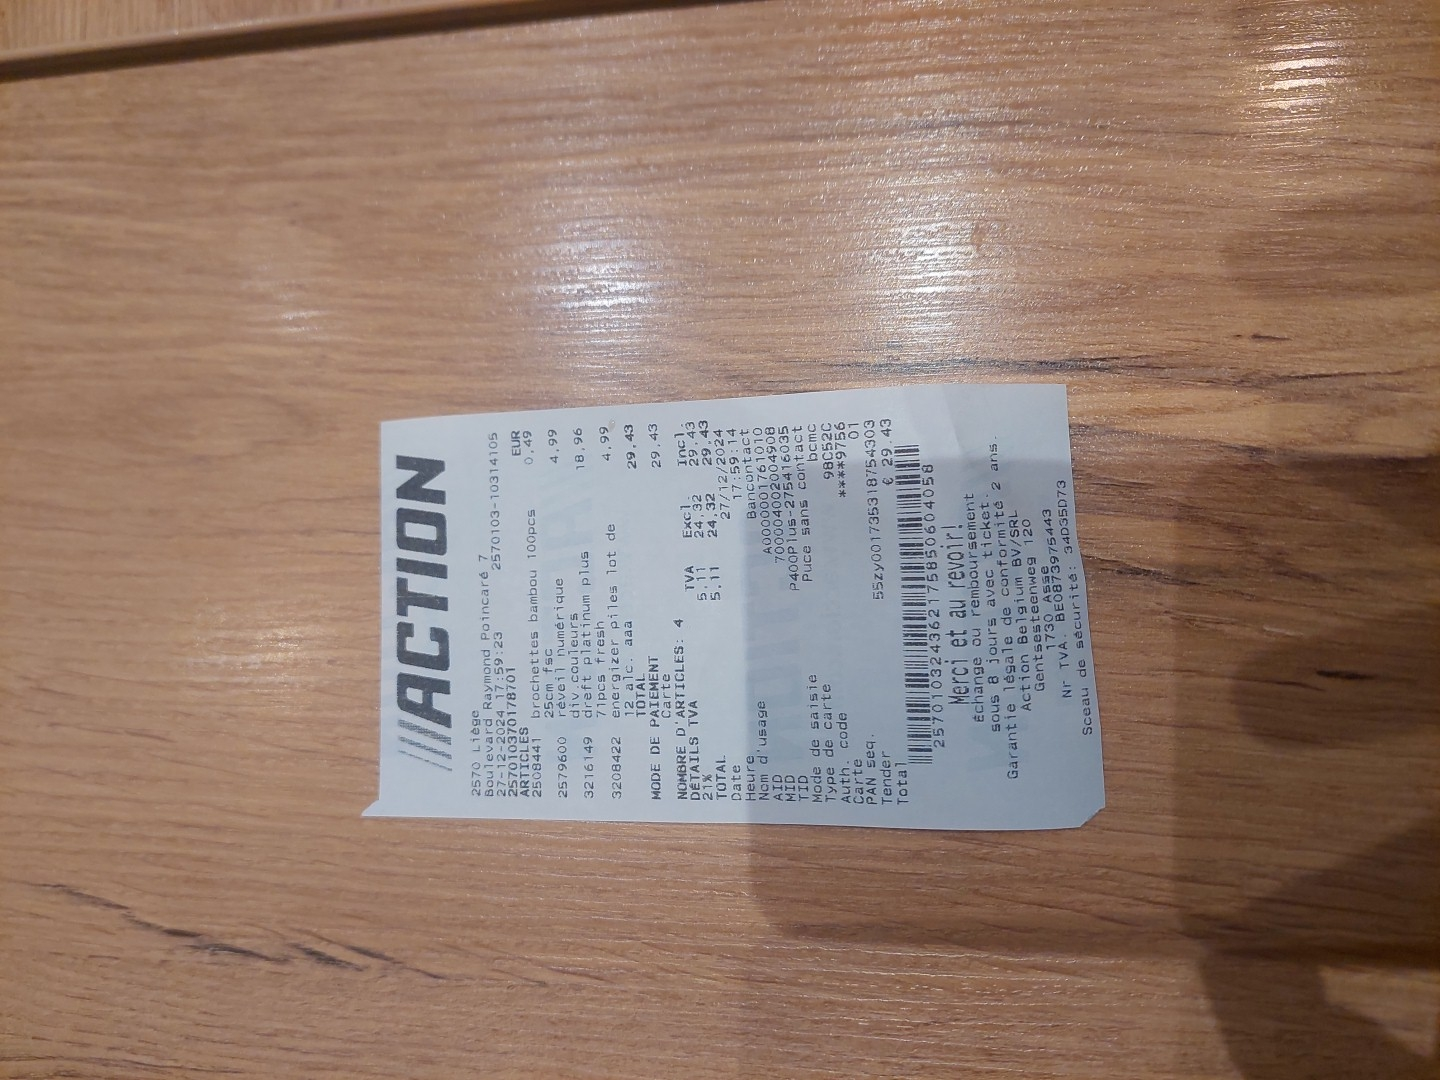 ACTION
2570 Liège
Boulevard Raymond Poincaré 7
27-12-2024 17:59:23 2570103-10314105
257010370178701
ARTICLES EUR
2508441 brochettes bambou 100pcs 0,49
25cm fsc
2579600 réveil numérique 4,99
div.couleurs
3216149 dreft platinum plus 18,96
71pcs fresh
3208422 energizer piles lot de 4,99
12 alc. aaa
TOTAL 29,43
MODE DE PAIEMENT
Carte 29,43
NOMBRE D'ARTICLES: 4
DÉTAILS TVA TVA Excl. Incl.
21% 5,11 24,32 29,43
TOTAL 5,11 24,32 29,43
Date 27/12/2024
Heure 17:59:14
Nom d'usage Bancontact
AID A0000001761010
MID 70004002004908
TID P400Plus-275416035
Mode de saisie Puce sans contact
Type de carte bcmc
Auth. code 98C52C
Carte ****9756
PAN seq. 01
Tender 55zy001735318754303
Total € 29.43
2570103243621758506040​58
Merci et au revoir!
Échange ou remboursement
sous 8 jours avec ticket.
Garantie légale de conformité 2 ans.
Action Belgium BV/SRL
Gentsesteenweg 120
1730 Asse
Nr TVA. BE0873975443
Sceau de sécurité: 34D35D73